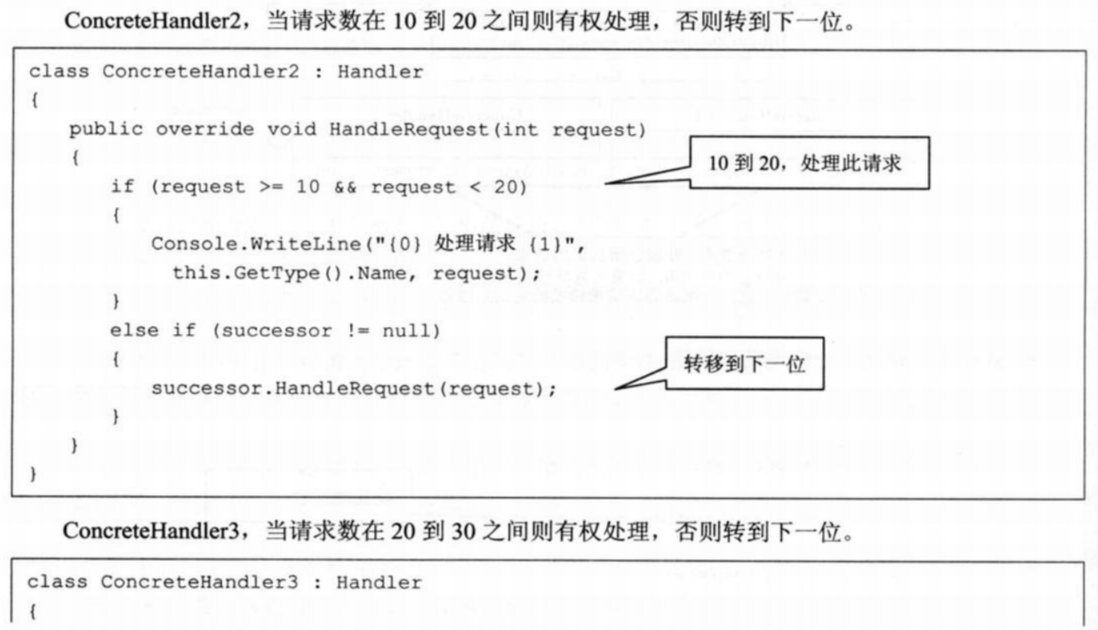 ConcreteHandler2，当请求数在 10 到 20 之间则有权处理，否则转到下一位。
class ConcreteHandler2 : Handler
{
public override void HandleRequest(int request)
{
10 到 20，处理此请求
if (request >= 10 && request < 20)
{
Console.WriteLine("{0} 处理请求 {1}",
this.GetType().Name, request);
}
else if (successor != null)
{
转移到下一位
successor.HandleRequest(request);
}
}
}
ConcreteHandler3，当请求数在 20 到 30 之间则有权处理，否则转到下一位。
class ConcreteHandler3 : Handler
{